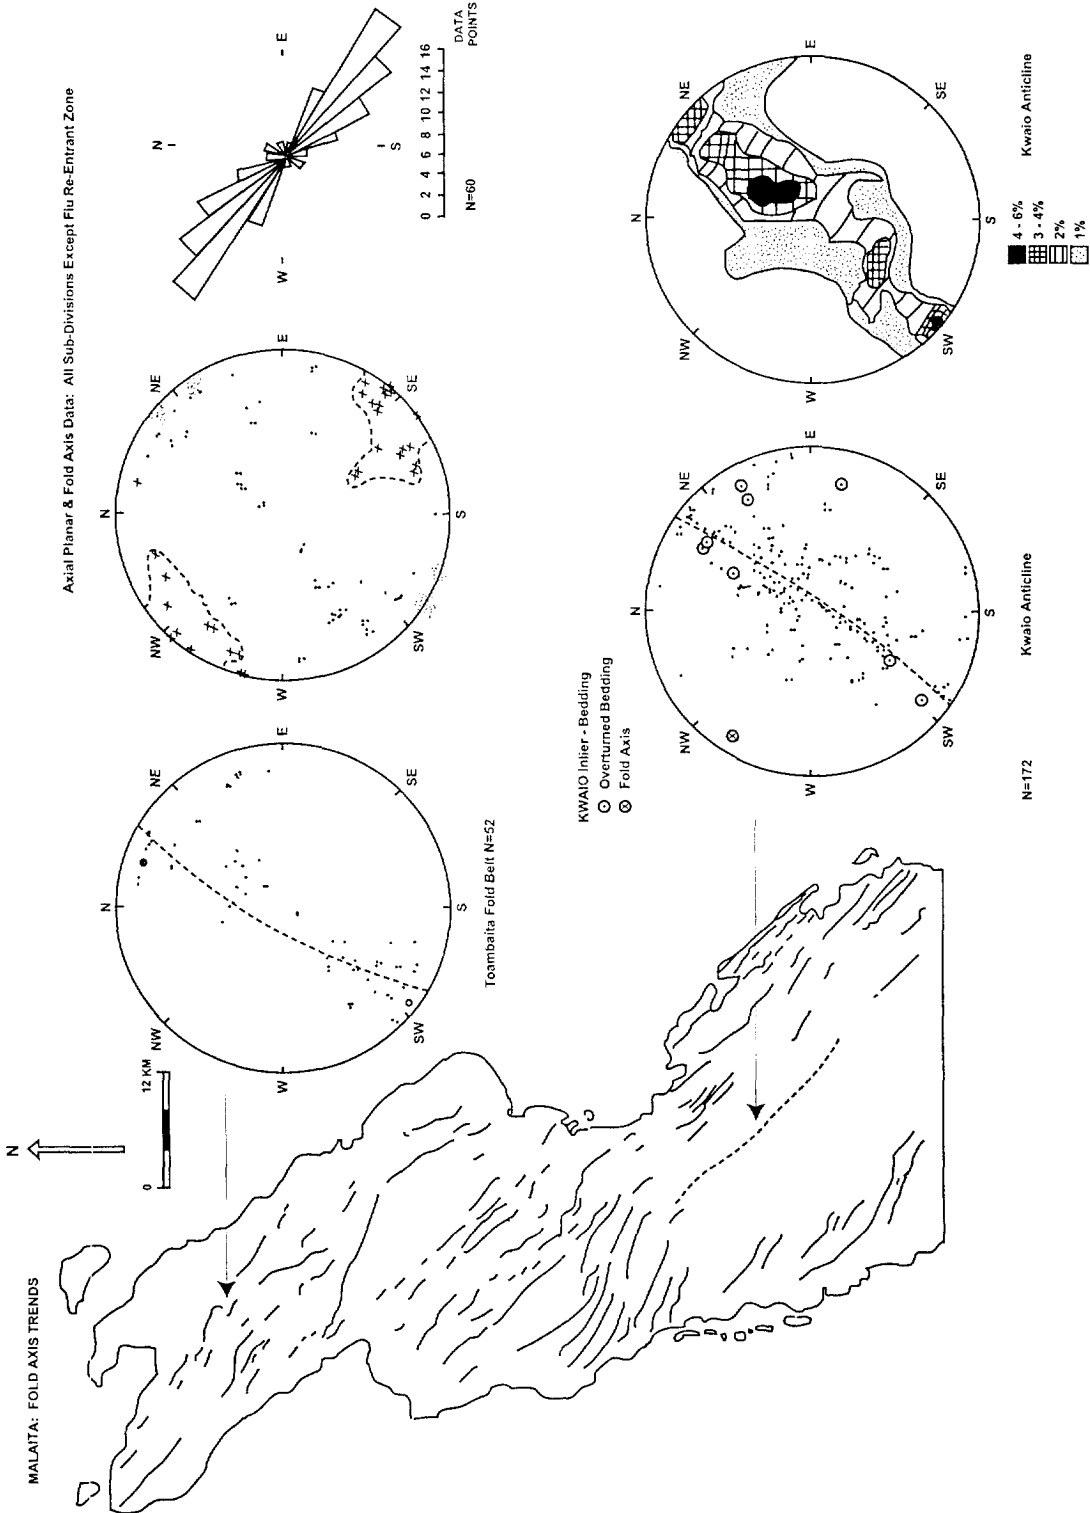 MALAITA: FOLD AXIS TRENDS
N
0 12 KM
N
NE
E
SE
S
SW
W
NW
Toambaita Fold Belt N=52
Axial Planar & Fold Axis Data: All Sub-Divisions Except Fiu Re-Entrant Zone
N
NE
E
SE
S
SW
W
NW
N
E
S
W
0 2 4 6 8 10 12 14 16
DATA
POINTS
N=60
KWAIO Inlier - Bedding
Overturned Bedding
Fold Axis
N
NE
E
SE
S
SW
W
NW
N=172
Kwaio Anticline
N
NE
E
SE
S
SW
W
NW
4 - 6%
3 - 4%
2%
1%
Kwaio Anticline